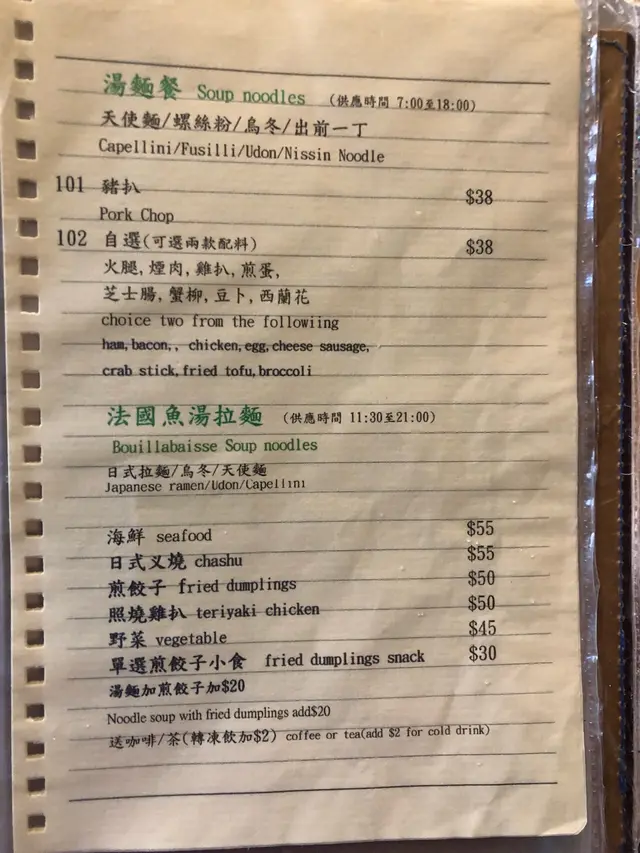 湯麵餐 Soup noodles (供應時間 7:00至18:00)
天使麵/螺絲粉/烏冬/出前一丁
Capellini/Fusilli/Udon/Nissin Noodle
101 豬扒 $38
Pork Chop
102 自選(可選兩款配料) $38
火腿, 煙肉, 雞扒, 煎蛋,
芝士腸, 蟹柳, 豆卜, 西蘭花
choice two from the followiing
ham,bacon,, chicken,egg,cheese sausage,
crab stick,fried tofu,broccoli
法國魚湯拉麵 (供應時間 11:30至21:00)
Bouillabaisse Soup noodles
日式拉麵/烏冬/天使麵
Japanese ramen/Udon/Capellini
海鮮 seafood $55
日式叉燒 chashu $55
煎餃子 fried dumplings $50
照燒雞扒 teriyaki chicken $50
野菜 vegetable $45
單選煎餃子小食 fried dumplings snack $30
湯麵加煎餃子加$20
Noodle soup with fried dumplings add$20
送咖啡/茶(轉凍飲加$2) coffee or tea(add $2 for cold drink)